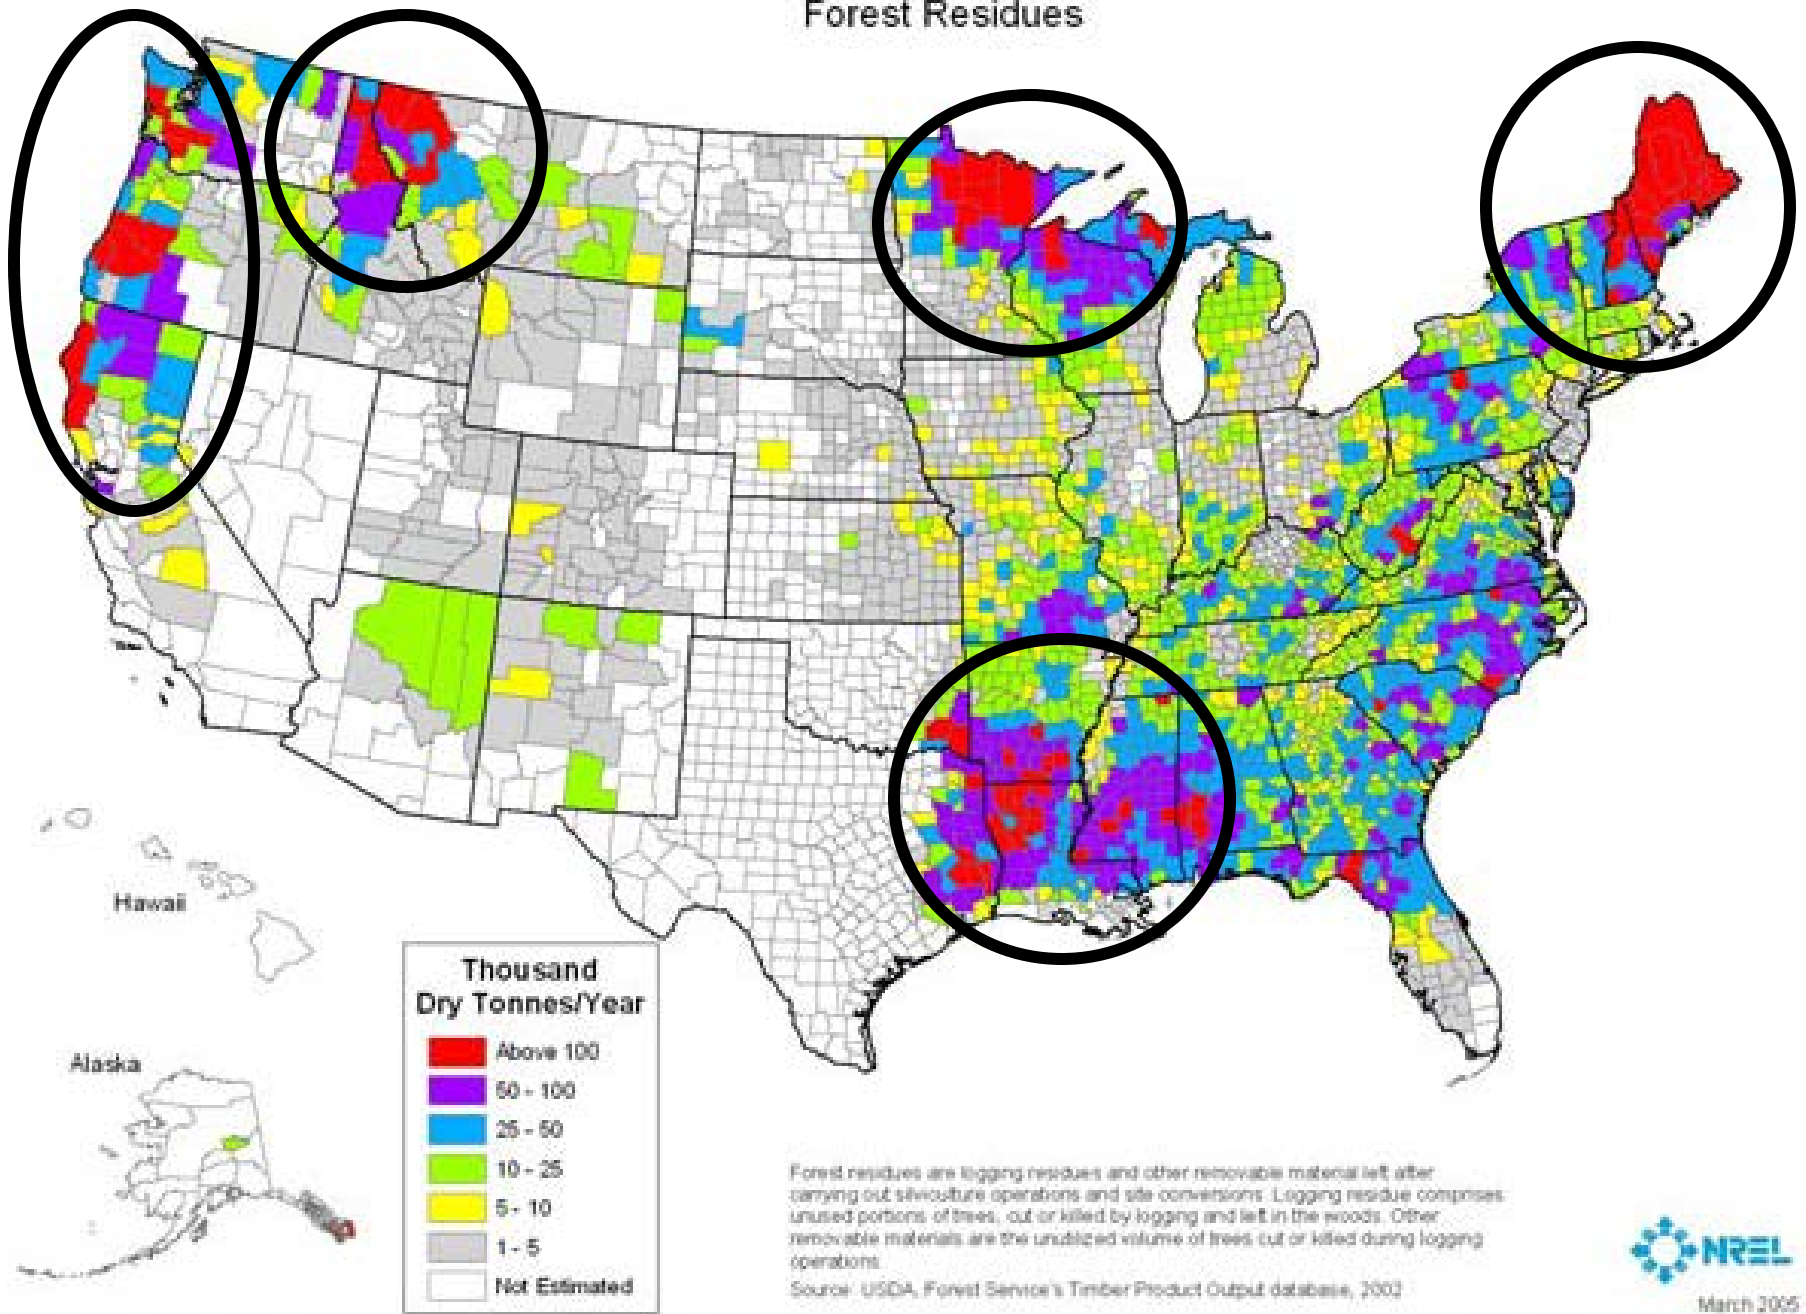 Forest Residues
Hawaii
Alaska
Thousand
Dry Tonnes/Year
Above 100
50 - 100
25 - 50
10 - 25
5 - 10
1 - 5
Not Estimated
Forest residues are logging residues and other removable material left after
carrying out silviculture operations and site conversions. Logging residue comprises
unused portions of trees, cut or killed by logging and left in the woods. Other
removable materials are the unutilized volume of trees cut or killed during logging
operations.
Source: USDA, Forest Service's Timber Product Output database, 2002
NREL
March 2005